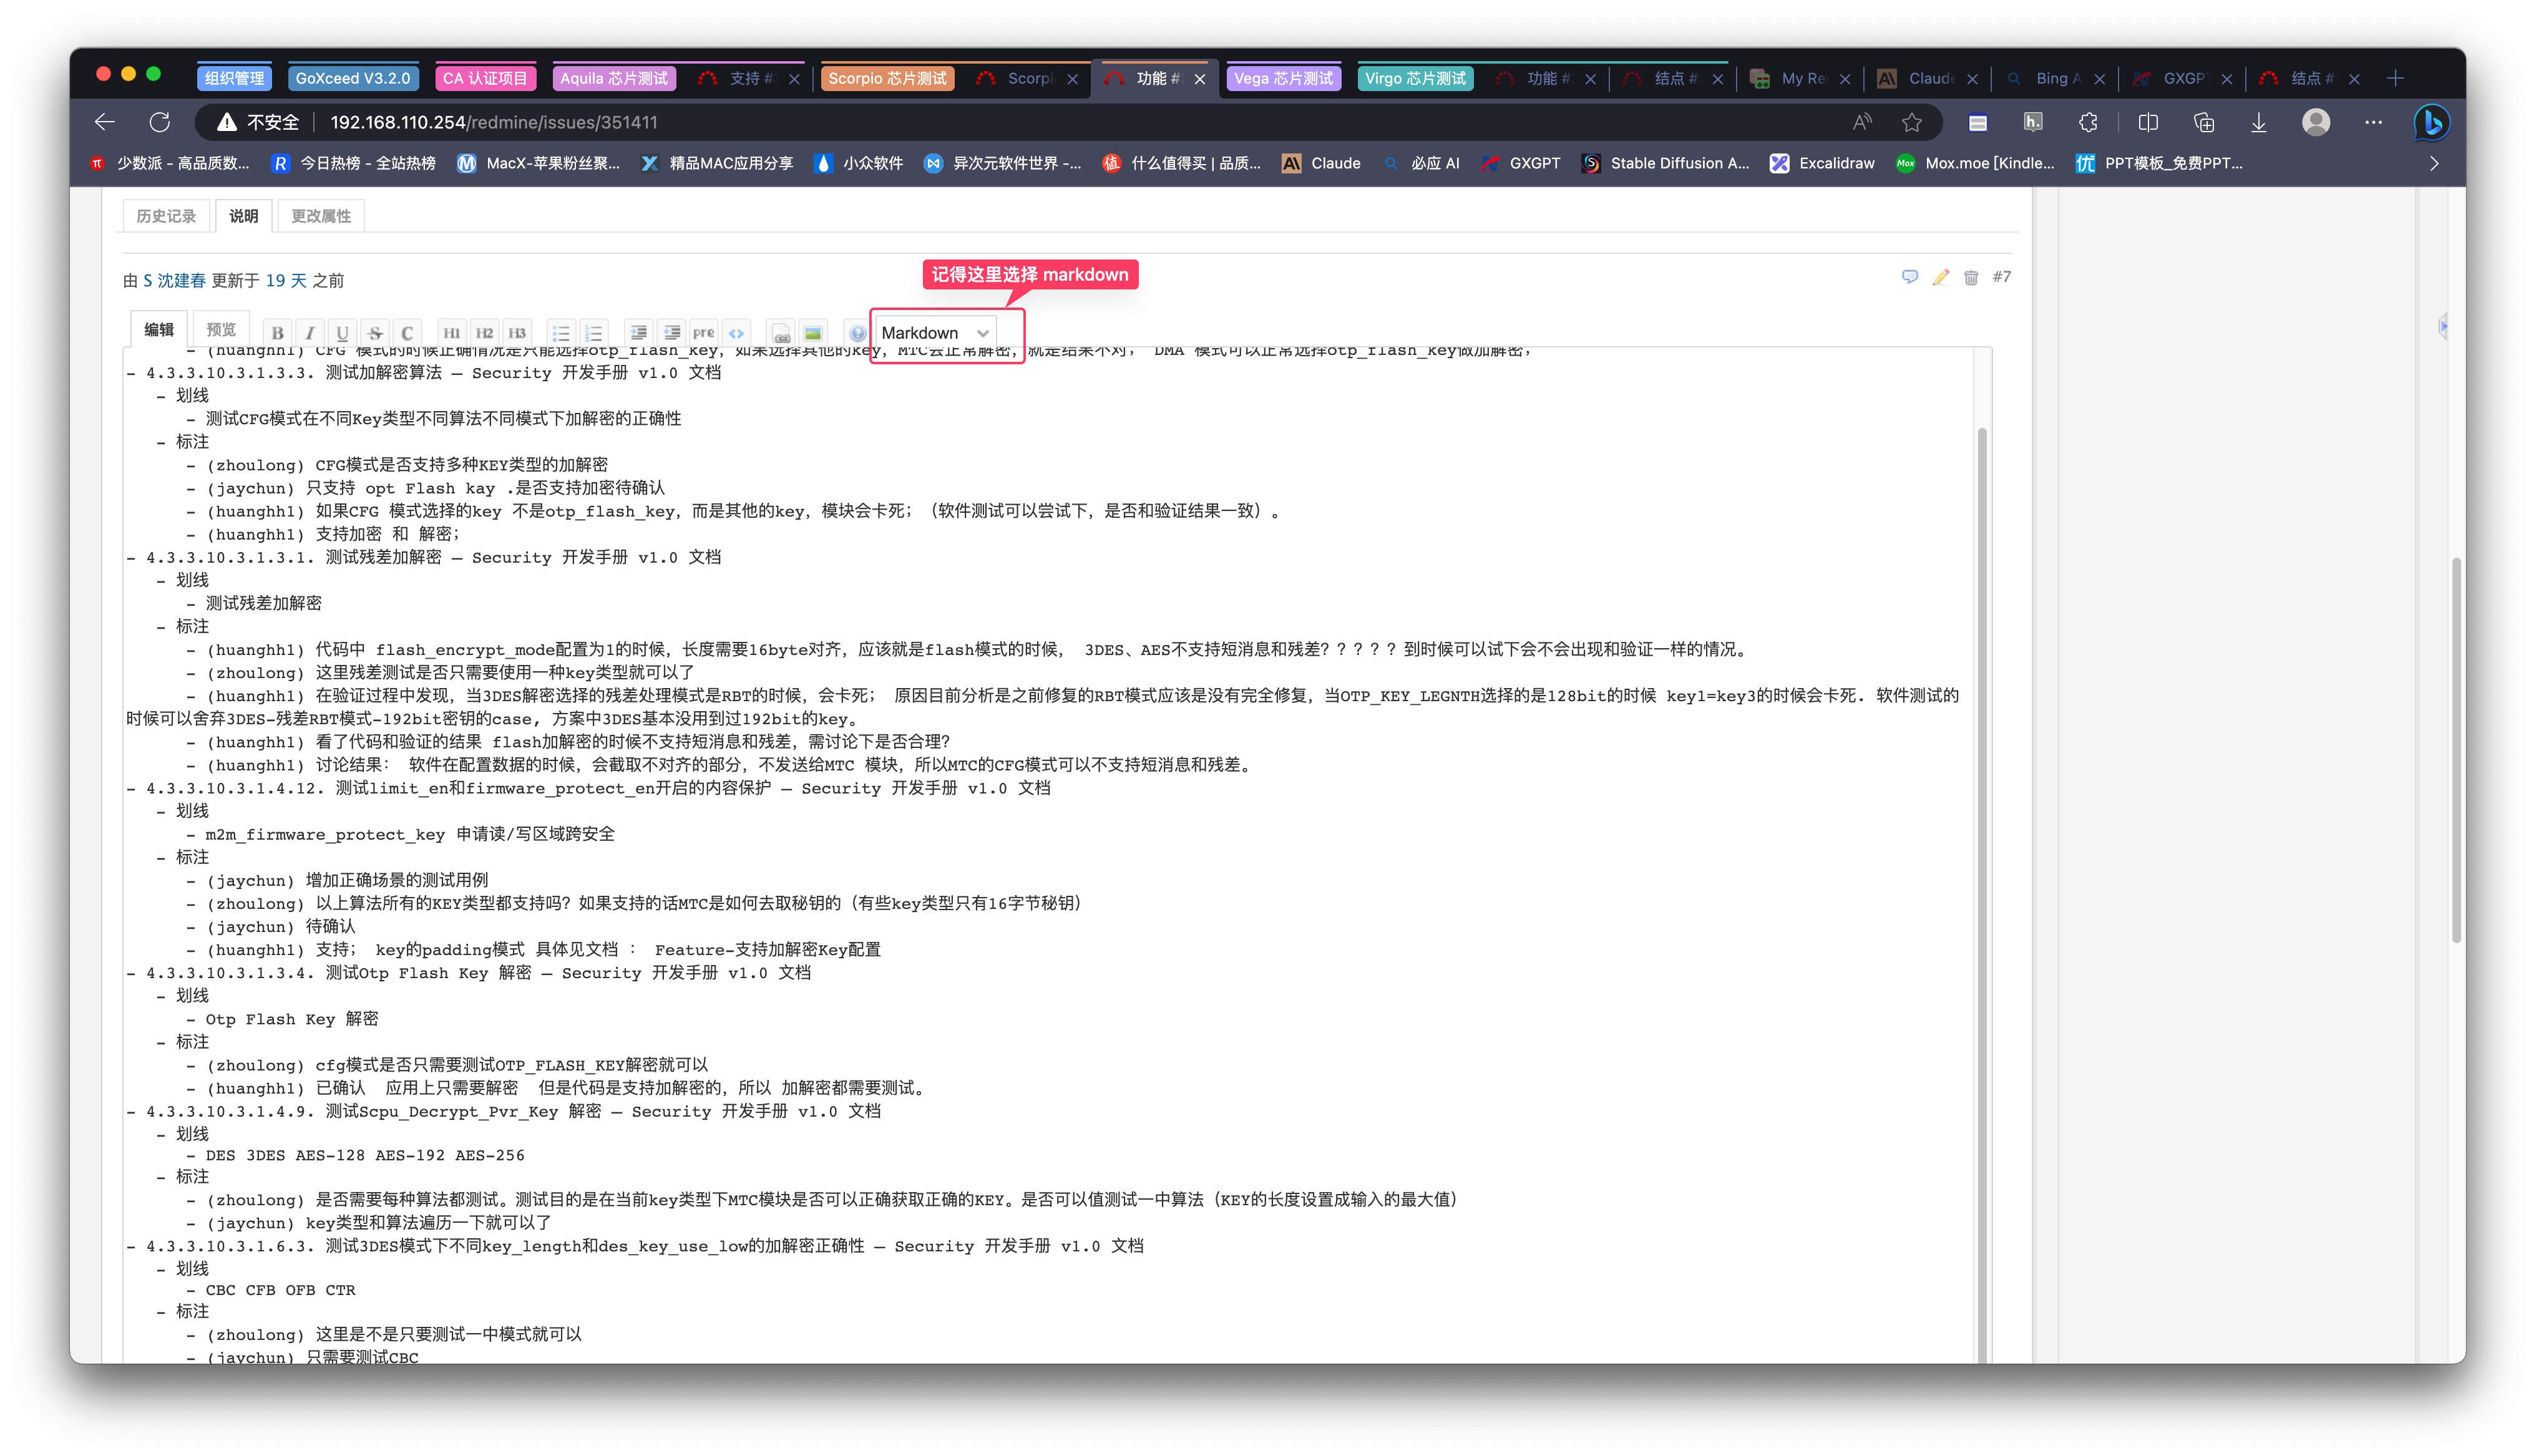 组织管理 GoXceed V3.2.0 CA 认证项目 Aquila 芯片测试 支持 # Scorpio 芯片测试 Scorpi 功能 # Vega 芯片测试 Virgo 芯片测试 功能 # 结点 # My Re Claude Bing A GXGP 结点 #
不安全 192.168.110.254/redmine/issues/351411
少数派 - 高品质数... 今日热榜 - 全站热榜 MacX-苹果粉丝聚... 精品MAC应用分享 小众软件 异次元软件世界 -... 什么值得买 | 品质... Claude 必应 AI GXGPT Stable Diffusion A... Excalidraw Mox.moe [Kindle... PPT模板_免费PPT...
历史记录 说明 更改属性
记得这里选择 markdown
由 S 沈建春 更新于 19 天 之前 #7
编辑 预览 B I U S C H1 H2 H3 pre Markdown
- (huanghh1) CFG 模式的时候正确情况是只能选择otp_flash_key，如果选择其他的key，MTC会正常解密，就是结果不对； DMA 模式可以正常选择otp_flash_key做加解密；
- 4.3.3.10.3.1.3.3. 测试加解密算法 — Security 开发手册 v1.0 文档
- 划线
- 测试CFG模式在不同Key类型不同算法不同模式下加解密的正确性
- 标注
- (zhoulong) CFG模式是否支持多种KEY类型的加解密
- (jaychun) 只支持 opt Flash kay .是否支持加密待确认
- (huanghh1) 如果CFG 模式选择的key 不是otp_flash_key，而是其他的key，模块会卡死；（软件测试可以尝试下，是否和验证结果一致）。
- (huanghh1) 支持加密 和 解密；
- 4.3.3.10.3.1.3.1. 测试残差加解密 — Security 开发手册 v1.0 文档
- 划线
- 测试残差加解密
- 标注
- (huanghh1) 代码中 flash_encrypt_mode配置为1的时候，长度需要16byte对齐，应该就是flash模式的时候， 3DES、AES不支持短消息和残差？？？？？到时候可以试下会不会出现和验证一样的情况。
- (zhoulong) 这里残差测试是否只需要使用一种key类型就可以了
- (huanghh1) 在验证过程中发现，当3DES解密选择的残差处理模式是RBT的时候，会卡死； 原因目前分析是之前修复的RBT模式应该是没有完全修复，当OTP_KEY_LEGNTH选择的是128bit的时候 key1=key3的时候会卡死. 软件测试的
时候可以舍弃3DES-残差RBT模式-192bit密钥的case, 方案中3DES基本没用到过192bit的key。
- (huanghh1) 看了代码和验证的结果 flash加解密的时候不支持短消息和残差，需讨论下是否合理？
- (huanghh1) 讨论结果： 软件在配置数据的时候，会截取不对齐的部分，不发送给MTC 模块，所以MTC的CFG模式可以不支持短消息和残差。
- 4.3.3.10.3.1.4.12. 测试limit_en和firmware_protect_en开启的内容保护 — Security 开发手册 v1.0 文档
- 划线
- m2m_firmware_protect_key 申请读/写区域跨安全
- 标注
- (jaychun) 增加正确场景的测试用例
- (zhoulong) 以上算法所有的KEY类型都支持吗？如果支持的话MTC是如何去取秘钥的（有些key类型只有16字节秘钥）
- (jaychun) 待确认
- (huanghh1) 支持； key的padding模式 具体见文档 ： Feature-支持加解密Key配置
- 4.3.3.10.3.1.3.4. 测试Otp Flash Key 解密 — Security 开发手册 v1.0 文档
- 划线
- Otp Flash Key 解密
- 标注
- (zhoulong) cfg模式是否只需要测试OTP_FLASH_KEY解密就可以
- (huanghh1) 已确认 应用上只需要解密 但是代码是支持加解密的，所以 加解密都需要测试。
- 4.3.3.10.3.1.4.9. 测试Scpu_Decrypt_Pvr_Key 解密 — Security 开发手册 v1.0 文档
- 划线
- DES 3DES AES-128 AES-192 AES-256
- 标注
- (zhoulong) 是否需要每种算法都测试。测试目的是在当前key类型下MTC模块是否可以正确获取正确的KEY。是否可以值测试一中算法（KEY的长度设置成输入的最大值）
- (jaychun) key类型和算法遍历一下就可以了
- 4.3.3.10.3.1.6.3. 测试3DES模式下不同key_length和des_key_use_low的加解密正确性 — Security 开发手册 v1.0 文档
- 划线
- CBC CFB OFB CTR
- 标注
- (zhoulong) 这里是不是只要测试一中模式就可以
- (jaychun) 只需要测试CBC